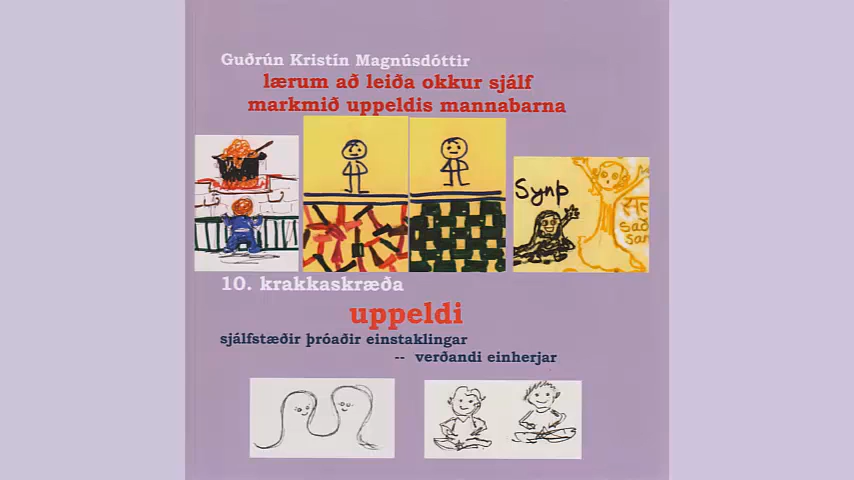 Guðrún Kristín Magnúsdóttir
lærum að leiða okkur sjálf
markmið uppeldis mannabarna
Synþ
10. krakkaskræða
uppeldi
sjálfstæðir þróaðir einstaklingar
-- verðandi einherjar